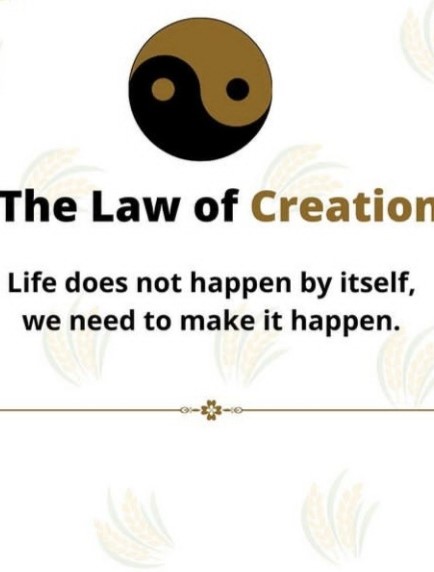 The Law of Creation
Life does not happen by itself,
we need to make it happen.